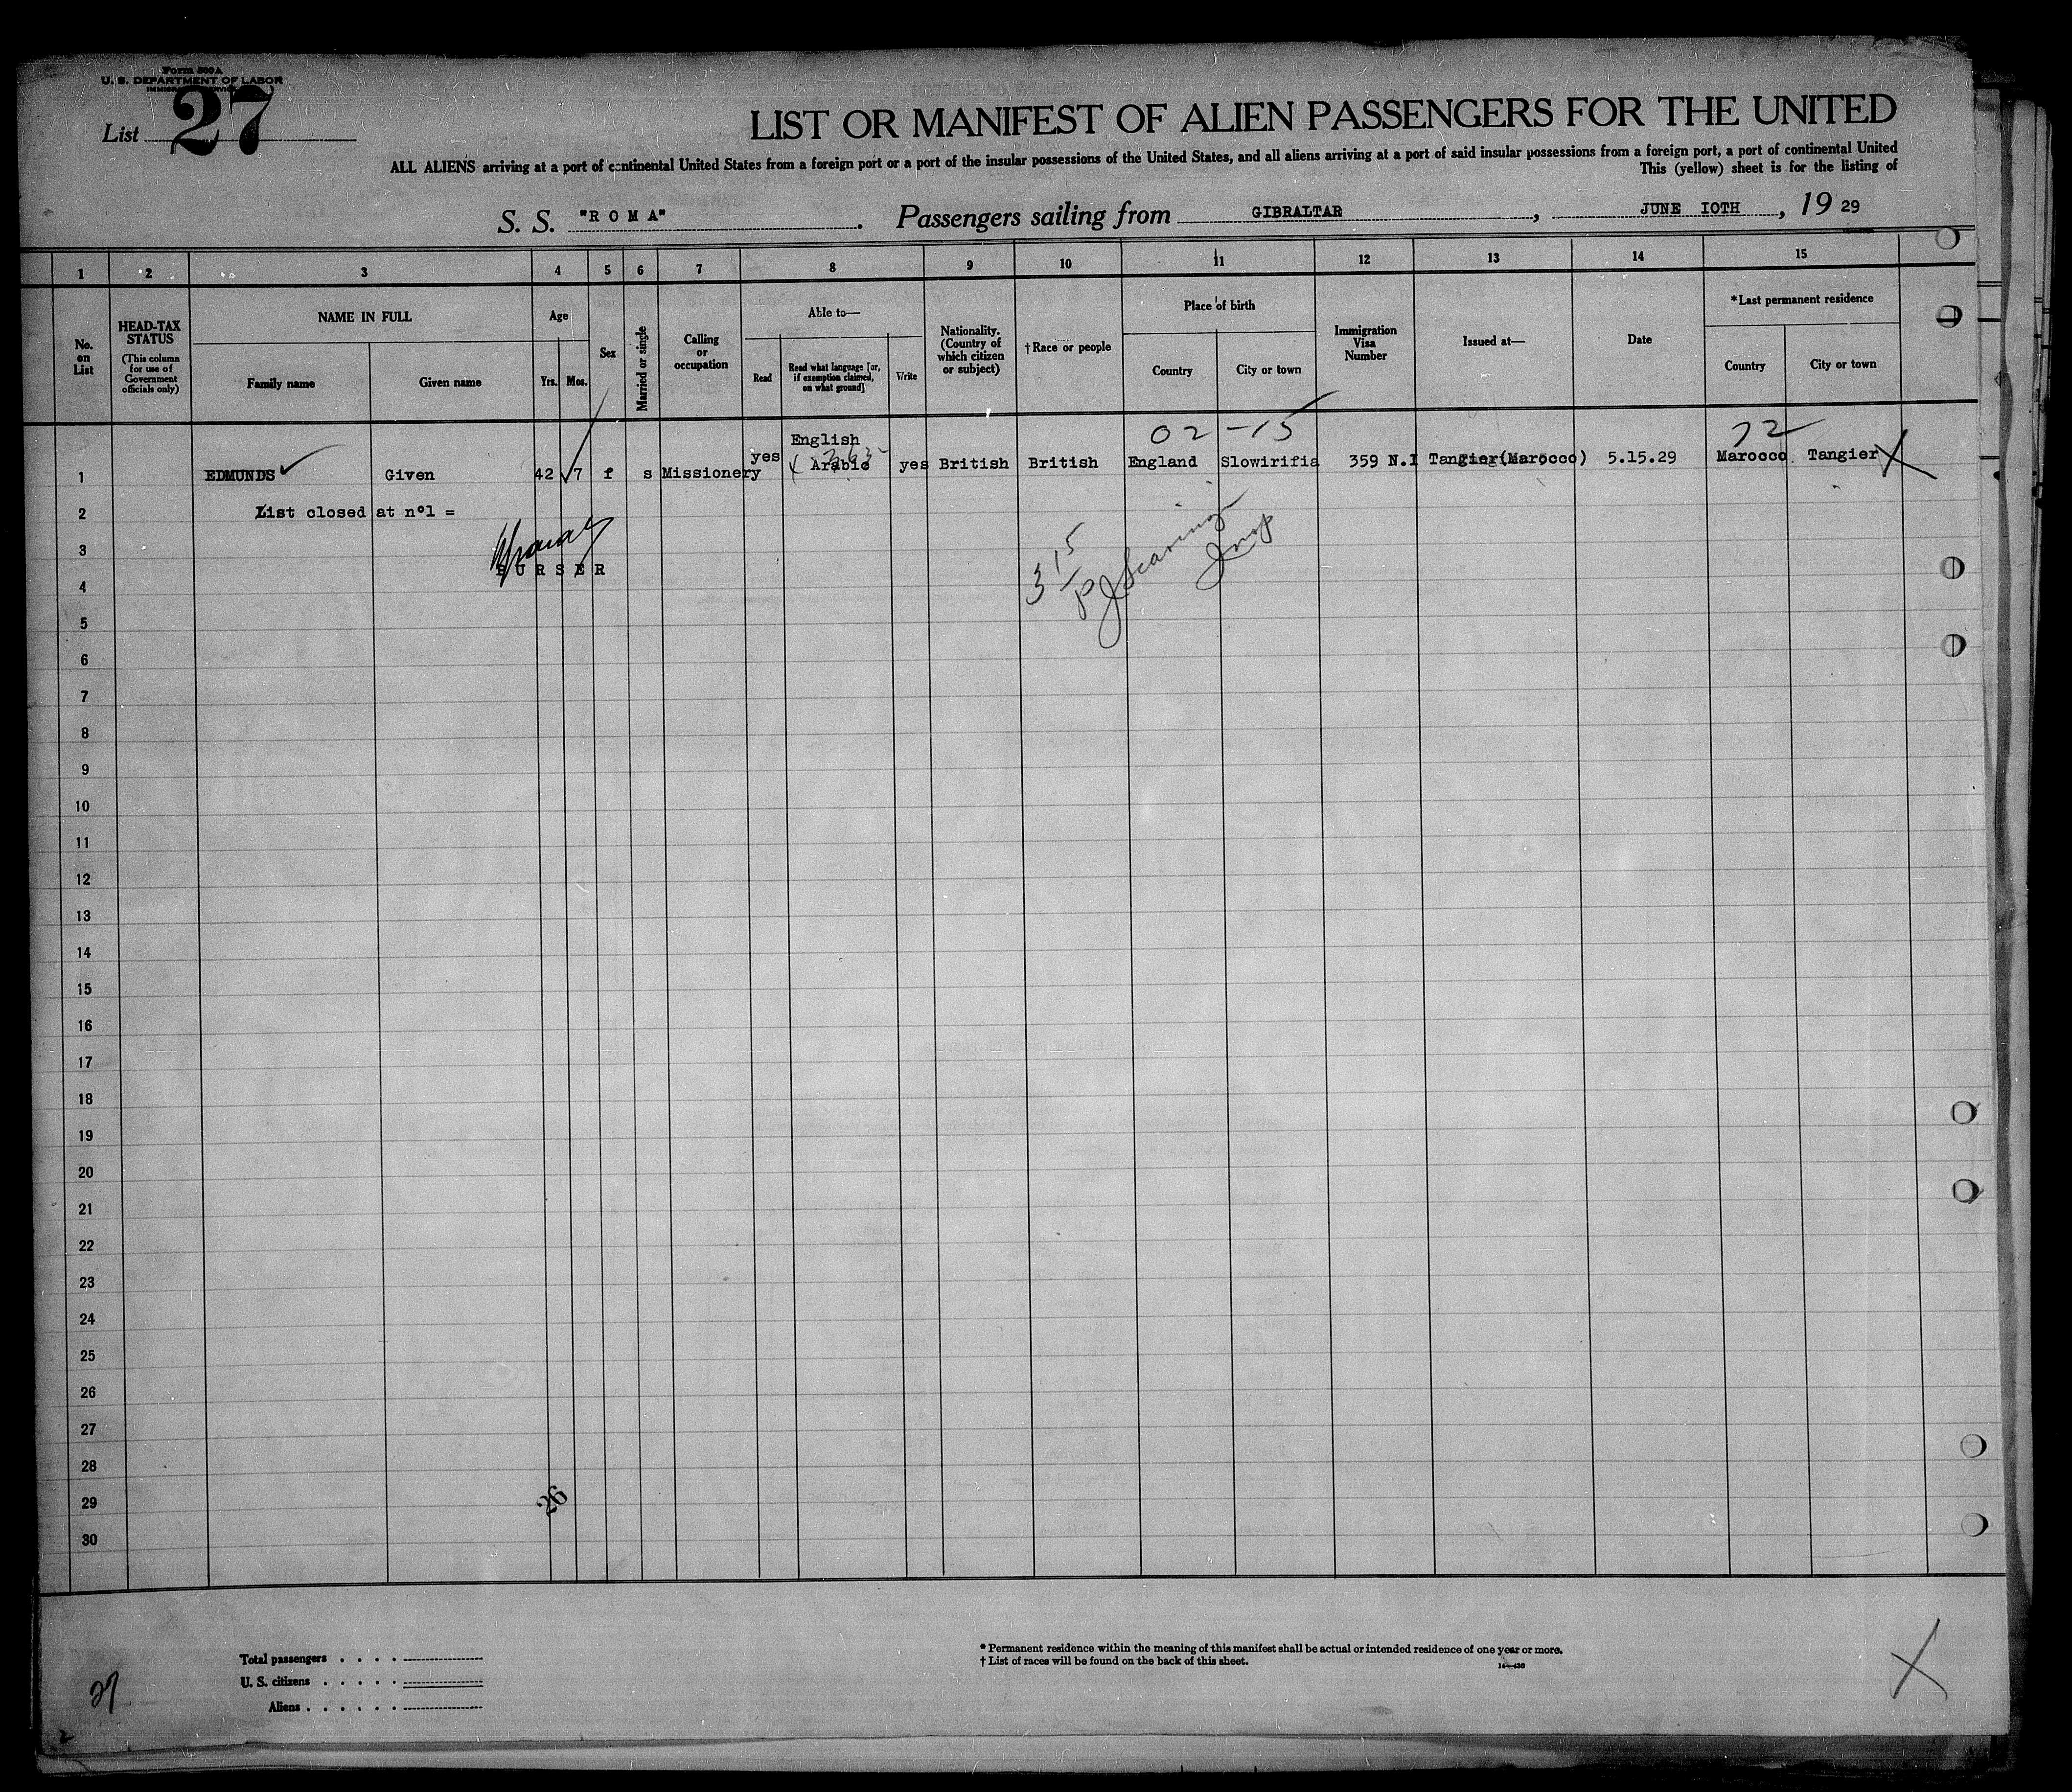 Form 500A
U. S. DEPARTMENT OF LABOR
List 27
LIST OR MANIFEST OF ALIEN PASSENGERS FOR THE UNITED
ALL ALIENS arriving at a port of continental United States from a foreign port or a port of the insular possessions of the United States, and all aliens arriving at a port of said insular possessions from a foreign port, a port of continental United
This (yellow) sheet is for the listing of
S. S. "ROMA". Passengers sailing from GIBRALTAR, JUNE IOTH, 19 29
1 2 3 4 5 6 7 8 9 10 11 12 13 14 15
No. on List
HEAD-TAX STATUS
(This column for use of Government officials only)
NAME IN FULL
Family name Given name
Age
Yrs. Mos.
Sex
Married or single
Calling or occupation
Able to—
Read
Read what language [or, if exemption claimed, on what ground]
Write
Nationality. (Country of which citizen or subject)
†Race or people
Place of birth
Country City or town
Immigration Visa Number
Issued at—
Date
*Last permanent residence
Country City or town
02-15 72
1 EDMUNDS Given 42 7 f s Missionery yes English Arabic yes British British England Slowirifia 359 N.I Tangier(Marocco) 5.15.29 Marocco Tangier
2 List closed at n°1 =
3
PURSER
315
4
5
6
7
8
9
10
11
12
13
14
15
16
17
18
19
20
21
22
23
24
25
26
27
28
29
26
30
Total passengers . . . .
U. S. citizens . . . . .
Aliens . . . . . .
* Permanent residence within the meaning of this manifest shall be actual or intended residence of one year or more.
† List of races will be found on the back of this sheet.
27